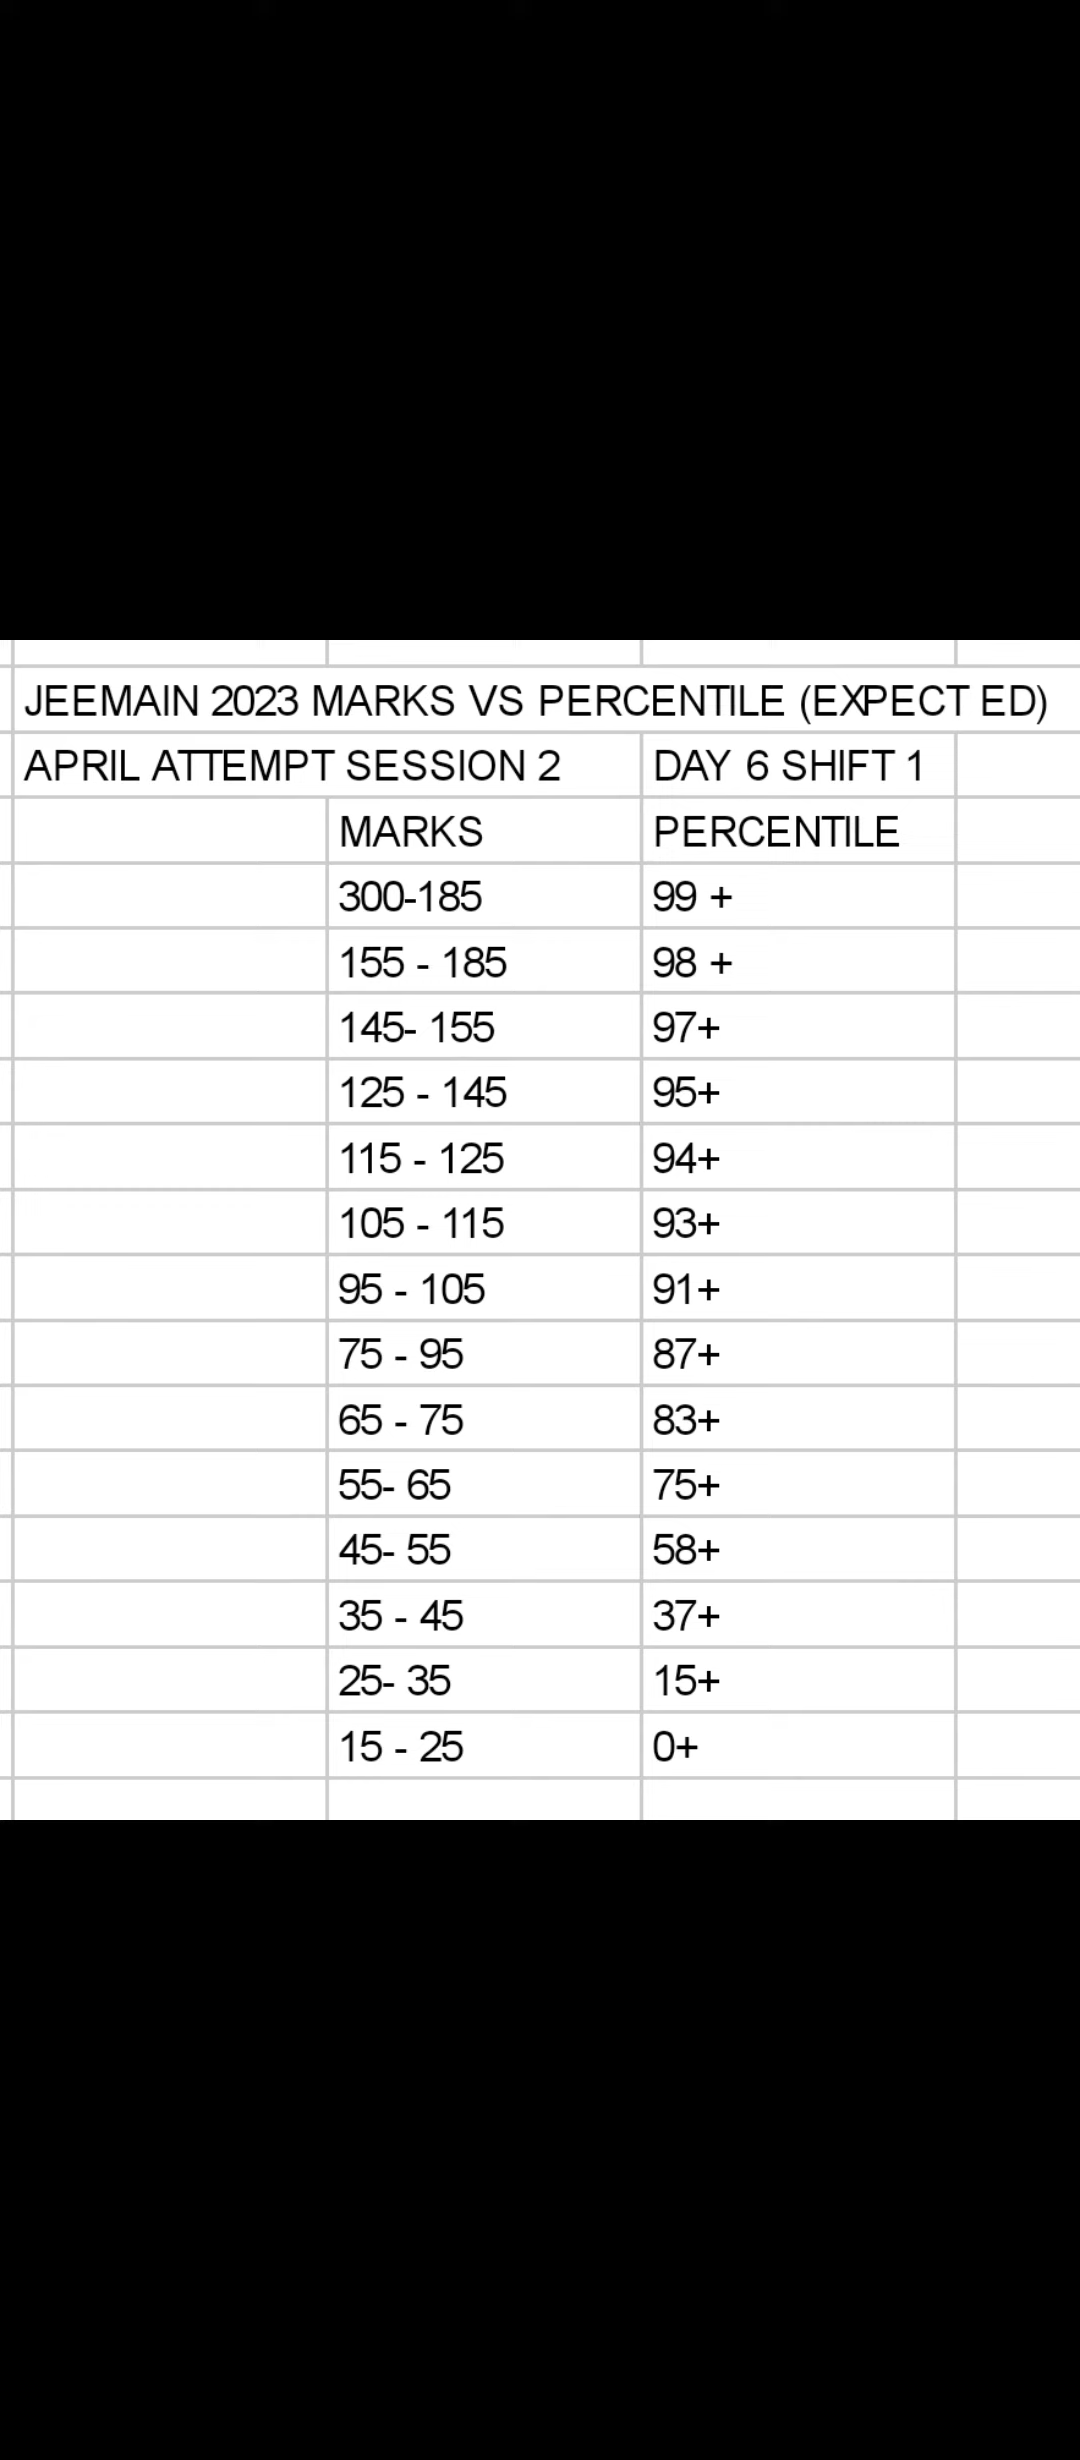 JEEMAIN 2023 MARKS VS PERCENTILE (EXPECT ED)
APRIL ATTEMPT SESSION 2 DAY 6 SHIFT 1
MARKS PERCENTILE
300-185 99 +
155 - 185 98 +
145- 155 97+
125 - 145 95+
115 - 125 94+
105 - 115 93+
95 - 105 91+
75 - 95 87+
65 - 75 83+
55- 65 75+
45- 55 58+
35 - 45 37+
25- 35 15+
15 - 25 0+